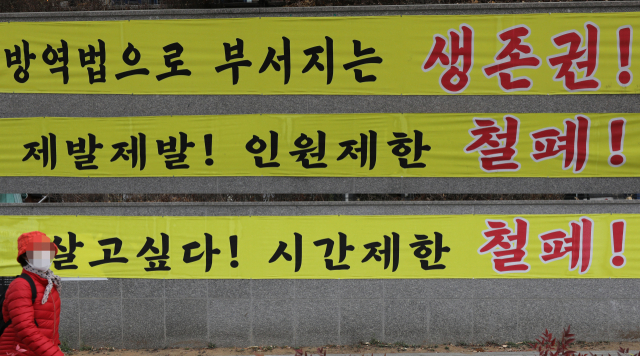 방역법으로 부서지는 생존권!
제발제발! 인원제한 철폐!
살고싶다! 시간제한 철폐!